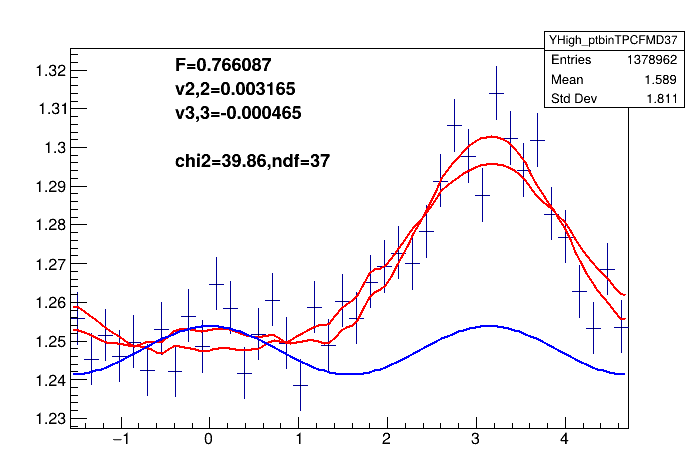 YHigh_ptbinTPCFMD37
Entries 1378962
Mean 1.589
Std Dev 1.811
F=0.766087
v2,2=0.003165
v3,3=-0.000465
chi2=39.86,ndf=37
1.32
1.31
1.3
1.29
1.28
1.27
1.26
1.25
1.24
1.23
−1 0 1 2 3 4